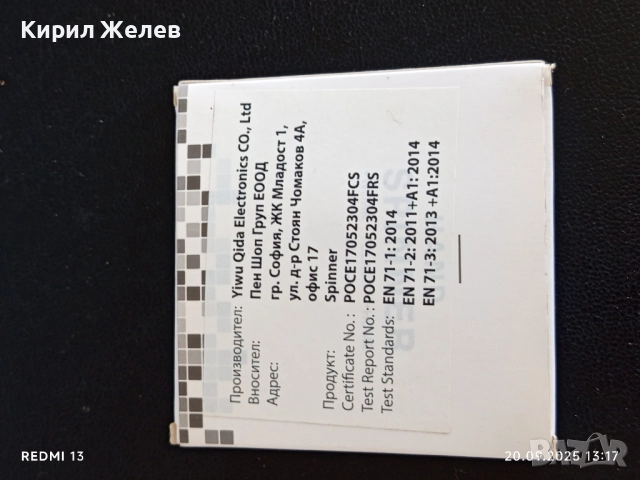 Кирил Желев
Производител: Yiwu Qida Electronics CO., Ltd
Вносител: Пен Шоп Груп ЕООД
Адрес: гр. София, ЖК Младост 1,
ул. д-р Стоян Чомаков 4А,
офис 17
Продукт: Spinner
Certificate No.: POCE17052304FCS
Test Report No.: POCE17052304FRS
Test Standards: EN 71-1: 2014
EN 71-2: 2011+A1: 2014
EN 71-3: 2013 +A1:2014
REDMI 13
20.09.2025 13:17
BAZAR